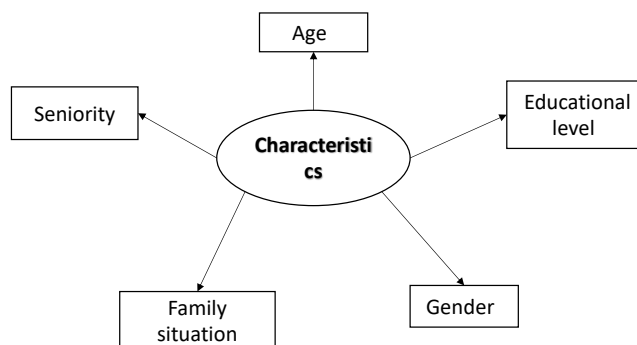 Age
Seniority
Educational
level
Characteristi
cs
Family
situation
Gender